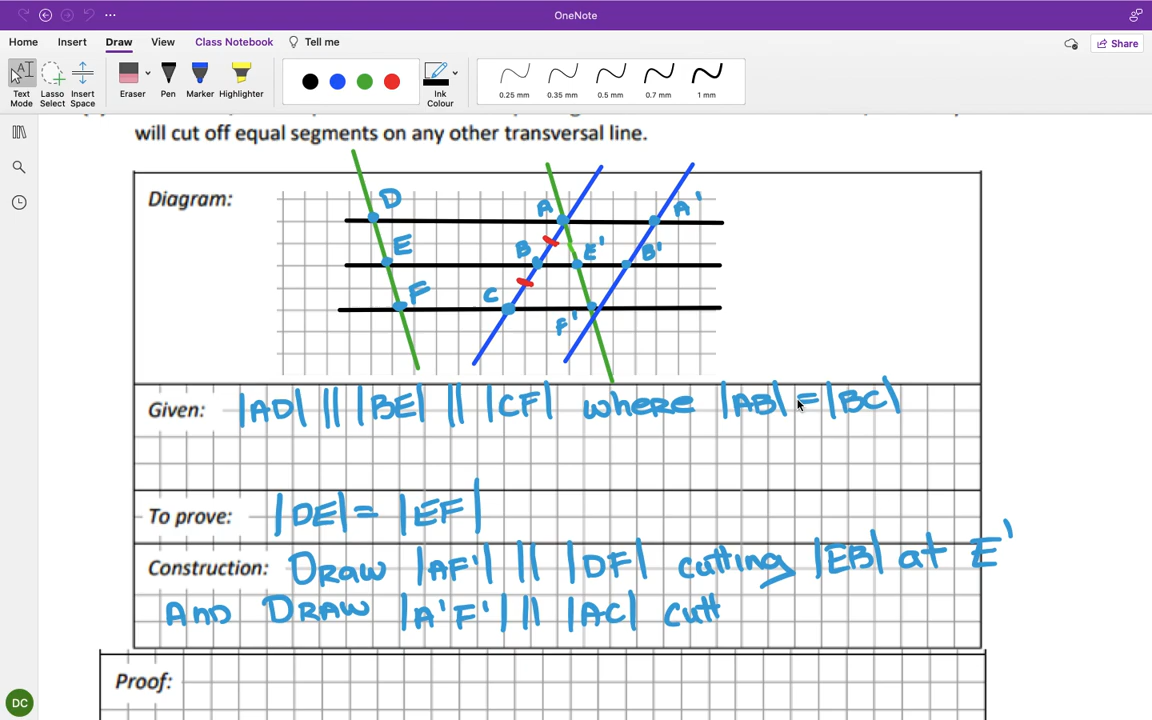 OneNote
Home Insert Draw View Class Notebook Tell me
Share
Text Mode
Lasso Select
Insert Space
Eraser
Pen
Marker
Highlighter
Ink Colour
0.25 mm 0.35 mm 0.5 mm 0.7 mm 1 mm
will cut off equal segments on any other transversal line.
Diagram:
D A A'
E B E' B'
F C F'
Given: |AD| || |BE| || |CF| where |AB| = |BC|
To prove: |DE| = |EF|
Construction: Draw |AF'| || |DF| cutting |EB| at E'
AND DRAW |A'F'| || |AC| cutt
Proof:
DC